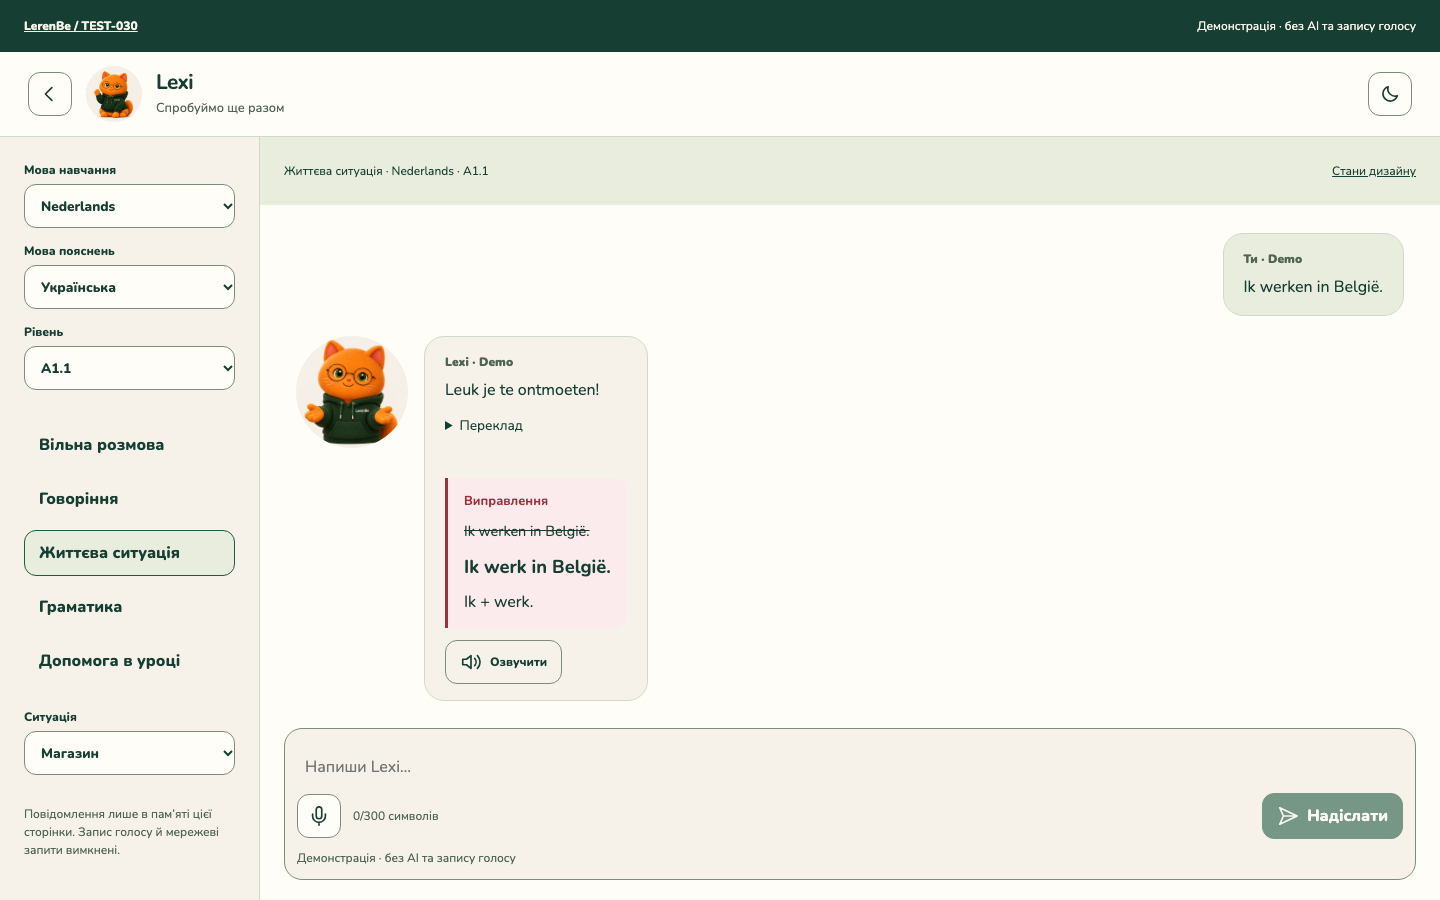 LerenBe / TEST-030
Демонстрація · без AI та запису голосу
Lexi
Спробуймо ще разом
Мова навчання
Nederlands
Мова пояснень
Українська
Рівень
A1.1
Вільна розмова
Говоріння
Життєва ситуація
Граматика
Допомога в уроці
Ситуація
Магазин
Повідомлення лише в пам’яті цієї
сторінки. Запис голосу й мережеві
запити вимкнені.
Життєва ситуація · Nederlands · A1.1
Стани дизайну
Ти · Demo
Ik werken in België.
Lexi · Demo
Leuk je te ontmoeten!
Переклад
Виправлення
Ik werken in België.
Ik werk in België.
Ik + werk.
Озвучити
Напиши Lexi...
0/300 символів
Надіслати
Демонстрація · без AI та запису голосу